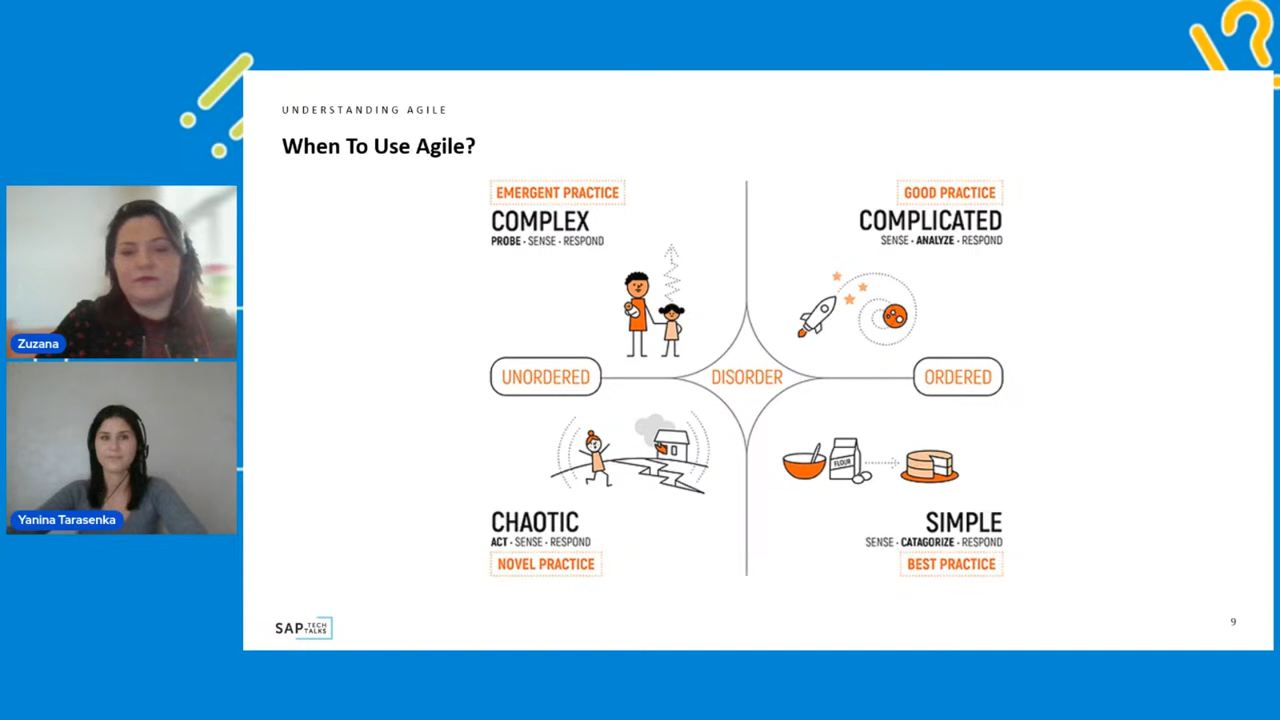 UNDERSTANDING AGILE
When To Use Agile?
EMERGENT PRACTICE
COMPLEX
PROBE · SENSE · RESPOND
GOOD PRACTICE
COMPLICATED
SENSE · ANALYZE · RESPOND
UNORDERED
DISORDER
ORDERED
FLOUR
CHAOTIC
ACT · SENSE · RESPOND
NOVEL PRACTICE
SIMPLE
SENSE · CATAGORIZE · RESPOND
BEST PRACTICE
Zuzana
Yanina Tarasenka
SAP TECH
TALKS
9